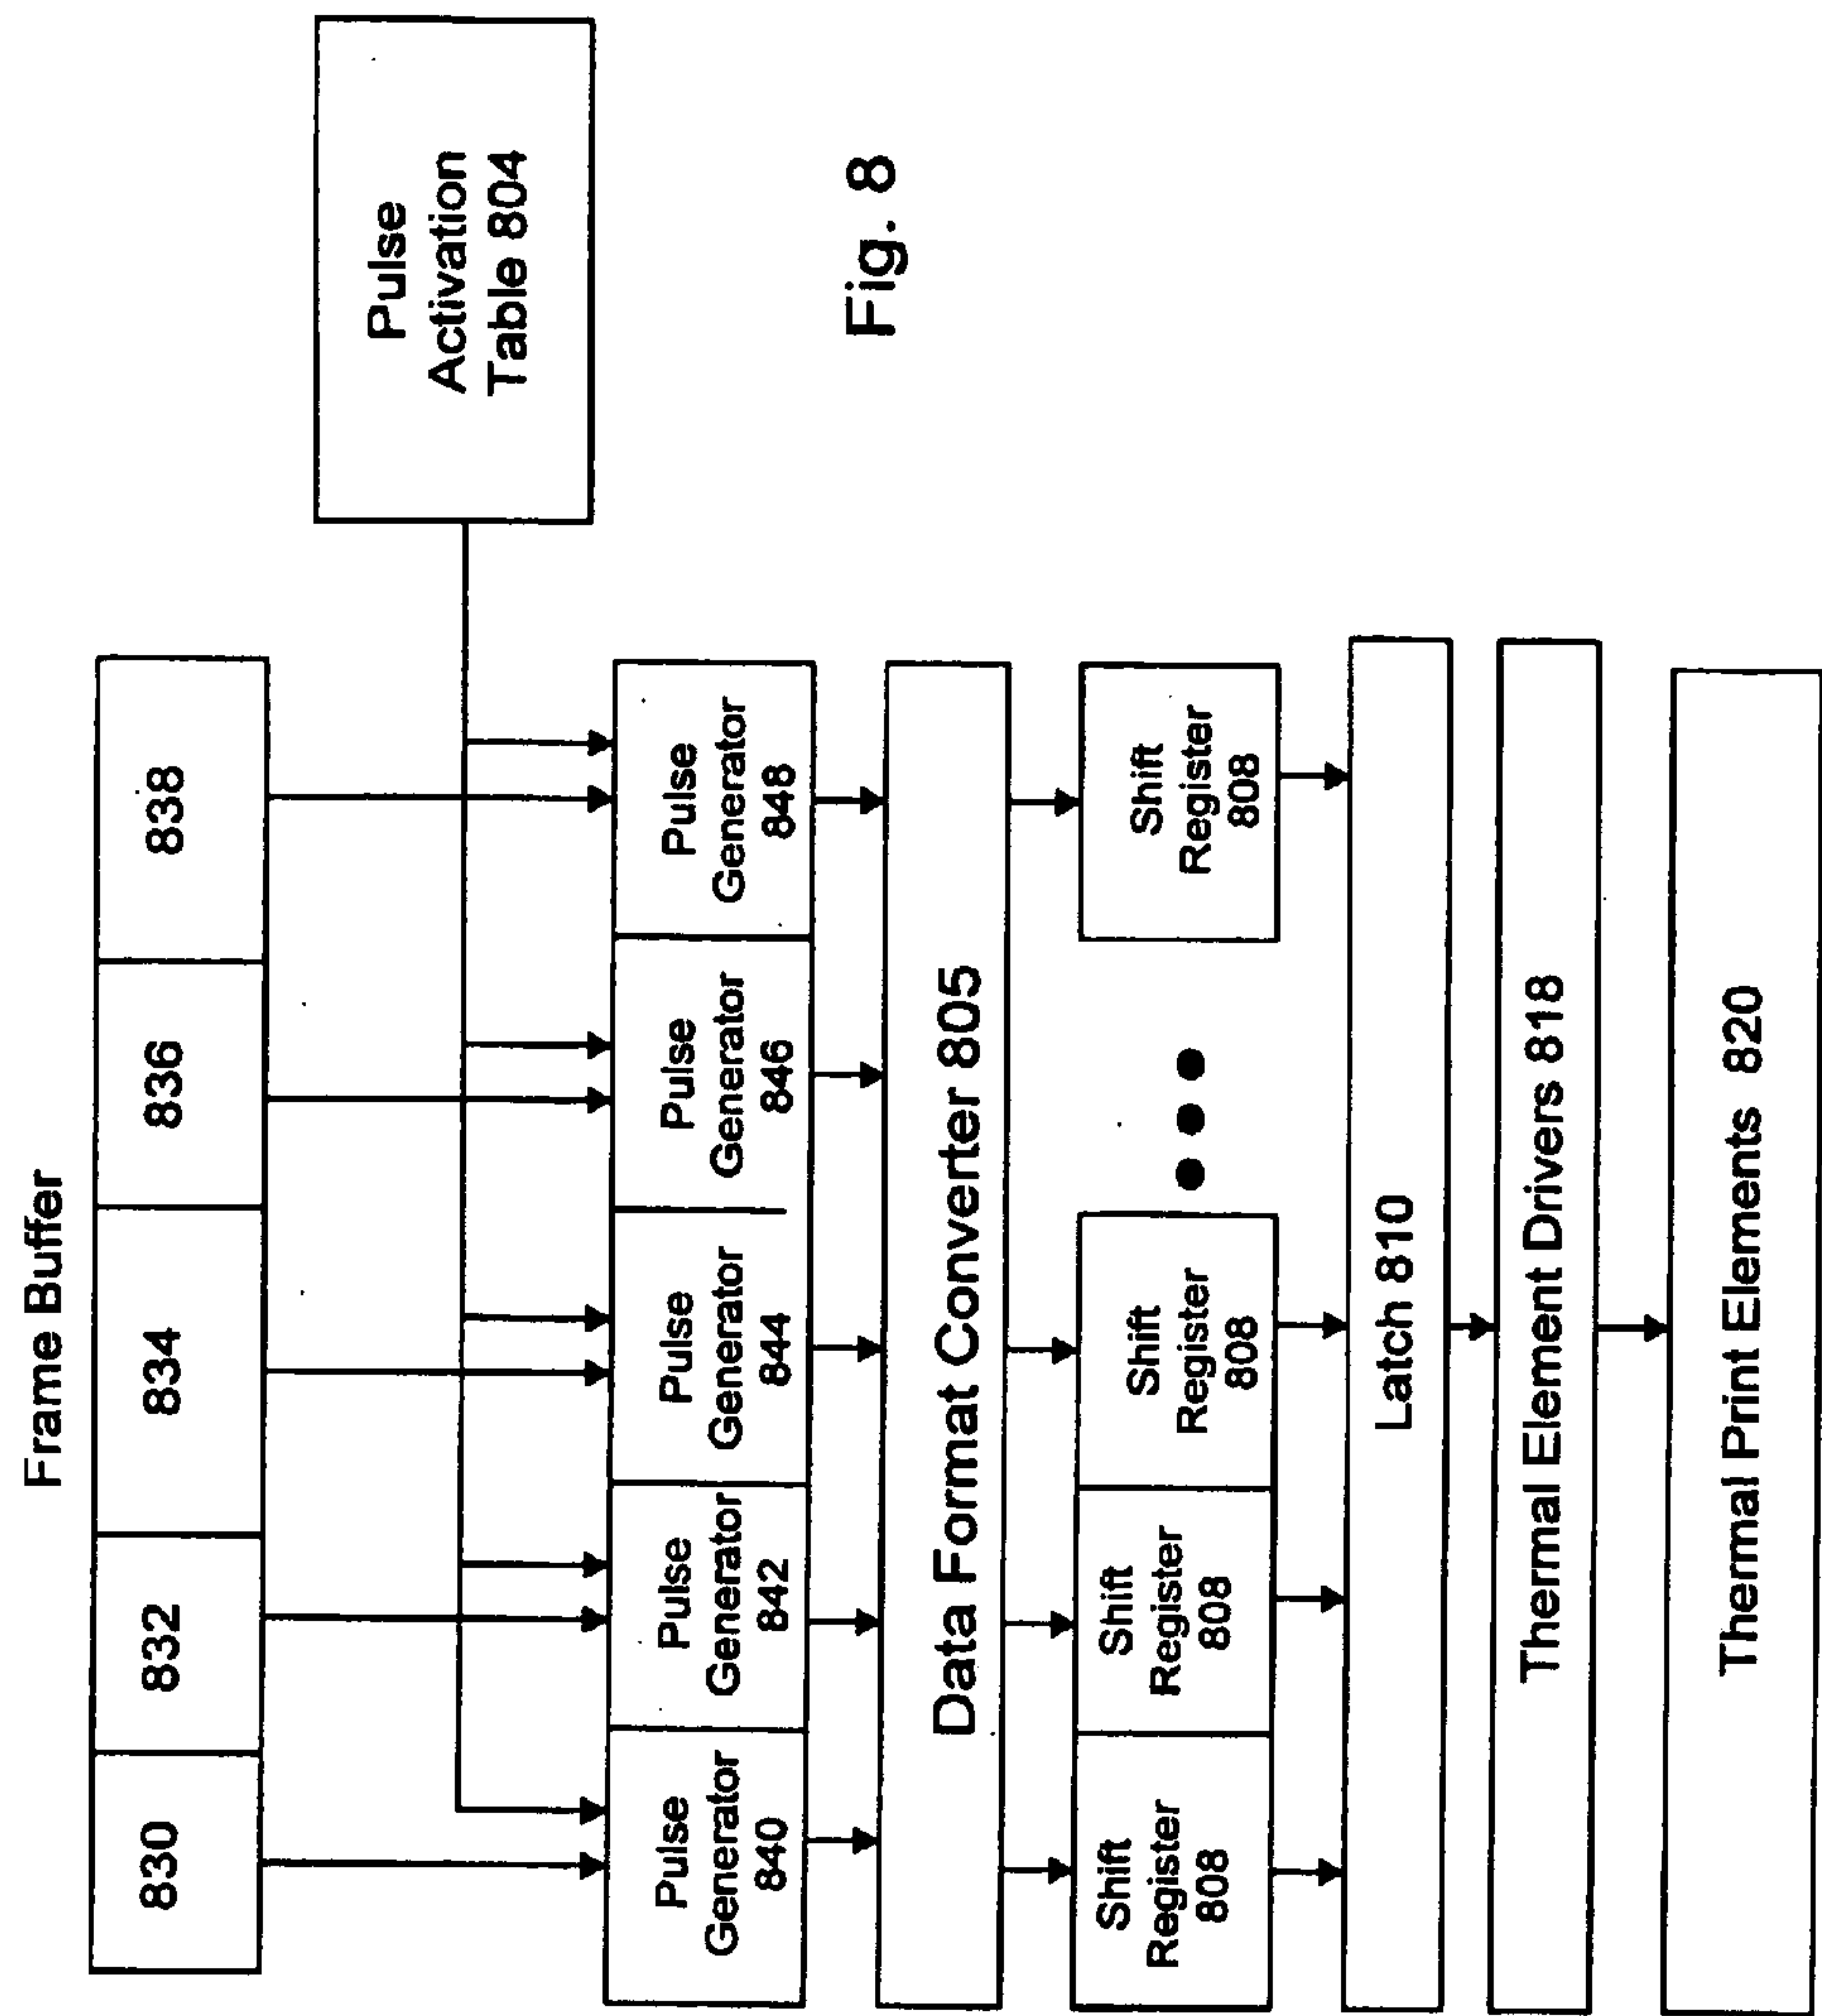 Frame Buffer
830
832
834
836
838
Pulse
Activation
Table 804
Pulse
Generator
840
Pulse
Generator
842
Pulse
Generator
844
Pulse
Generator
846
Pulse
Generator
848
Data Format Converter 805
Shift
Register
808
Shift
Register
808
Shift
Register
808
Shift
Register
808
Latch 810
Thermal Element Drivers 818
Thermal Print Elements 820
Fig. 8